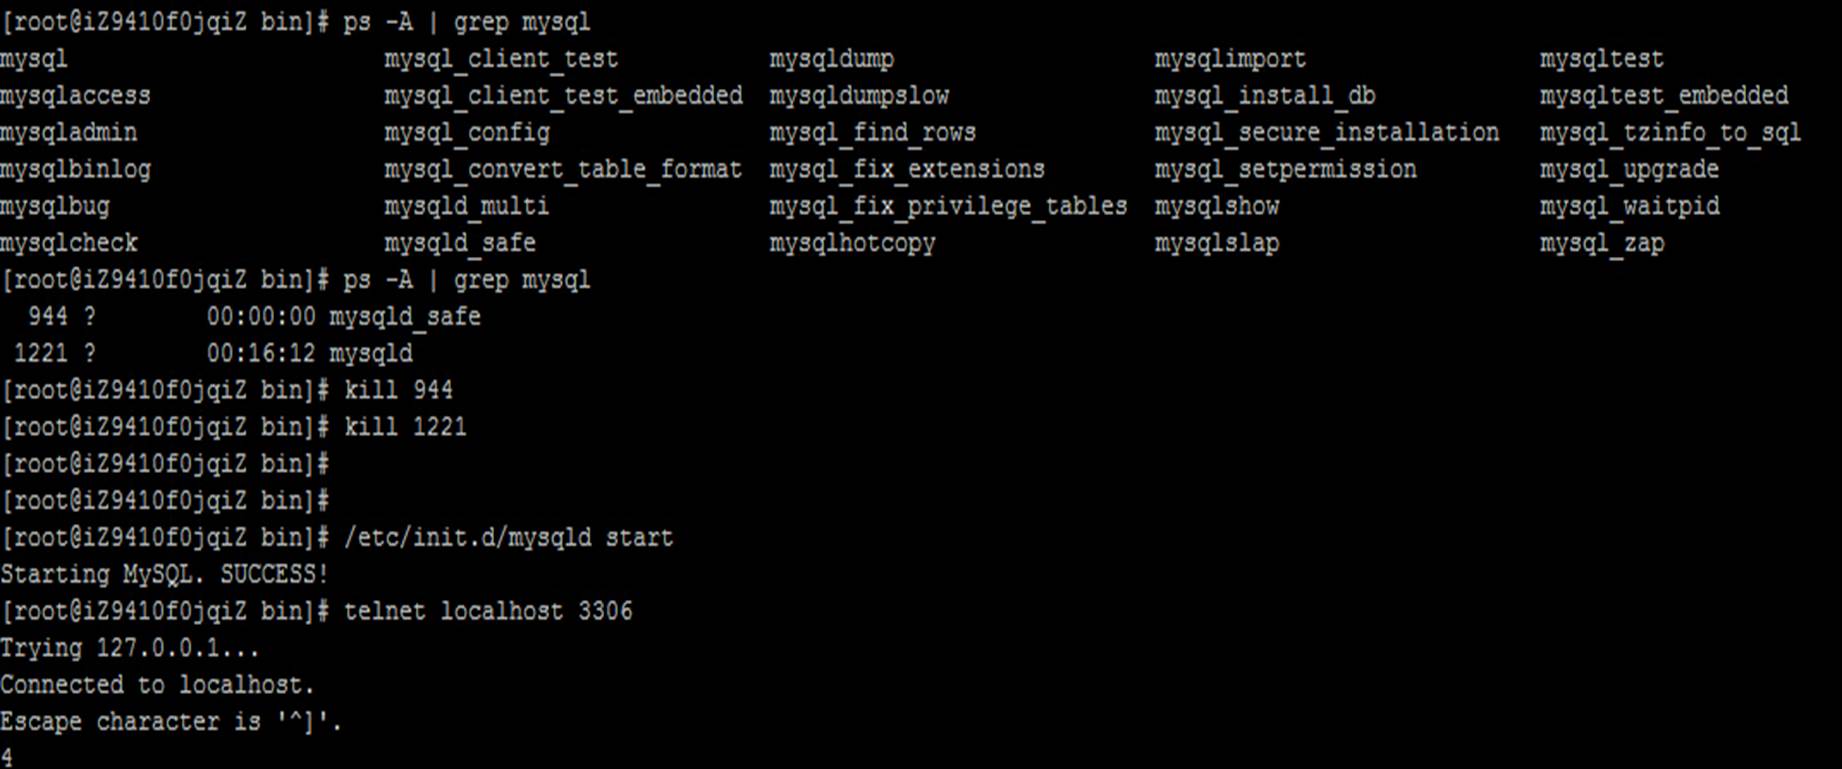 [root@iZ9410f0jqiZ bin]# ps -A | grep mysql
mysql mysql_client_test mysqldump mysqlimport mysqltest
mysqlaccess mysql_client_test_embedded mysqldumpslow mysql_install_db mysqltest_embedded
mysqladmin mysql_config mysql_find_rows mysql_secure_installation mysql_tzinfo_to_sql
mysqlbinlog mysql_convert_table_format mysql_fix_extensions mysql_setpermission mysql_upgrade
mysqlbug mysqld_multi mysql_fix_privilege_tables mysqlshow mysql_waitpid
mysqlcheck mysqld_safe mysqlhotcopy mysqlslap mysql_zap
[root@iZ9410f0jqiZ bin]# ps -A | grep mysql
944 ? 00:00:00 mysqld_safe
1221 ? 00:16:12 mysqld
[root@iZ9410f0jqiZ bin]# kill 944
[root@iZ9410f0jqiZ bin]# kill 1221
[root@iZ9410f0jqiZ bin]#
[root@iZ9410f0jqiZ bin]#
[root@iZ9410f0jqiZ bin]# /etc/init.d/mysqld start
Starting MySQL. SUCCESS!
[root@iZ9410f0jqiZ bin]# telnet localhost 3306
Trying 127.0.0.1...
Connected to localhost.
Escape character is '^]'.
4